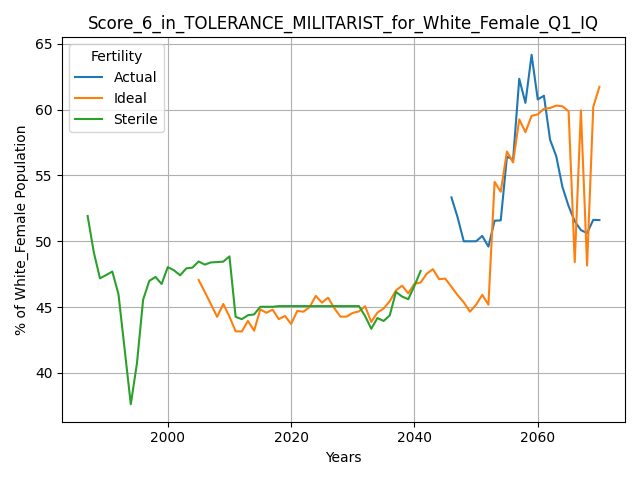 Score_6_in_TOLERANCE_MILITARIST_for_White_Female_Q1_IQ
% of White_Female Population
65
60
55
50
45
40
Fertility
Actual
Ideal
Sterile
2000
2020
2040
2060
Years